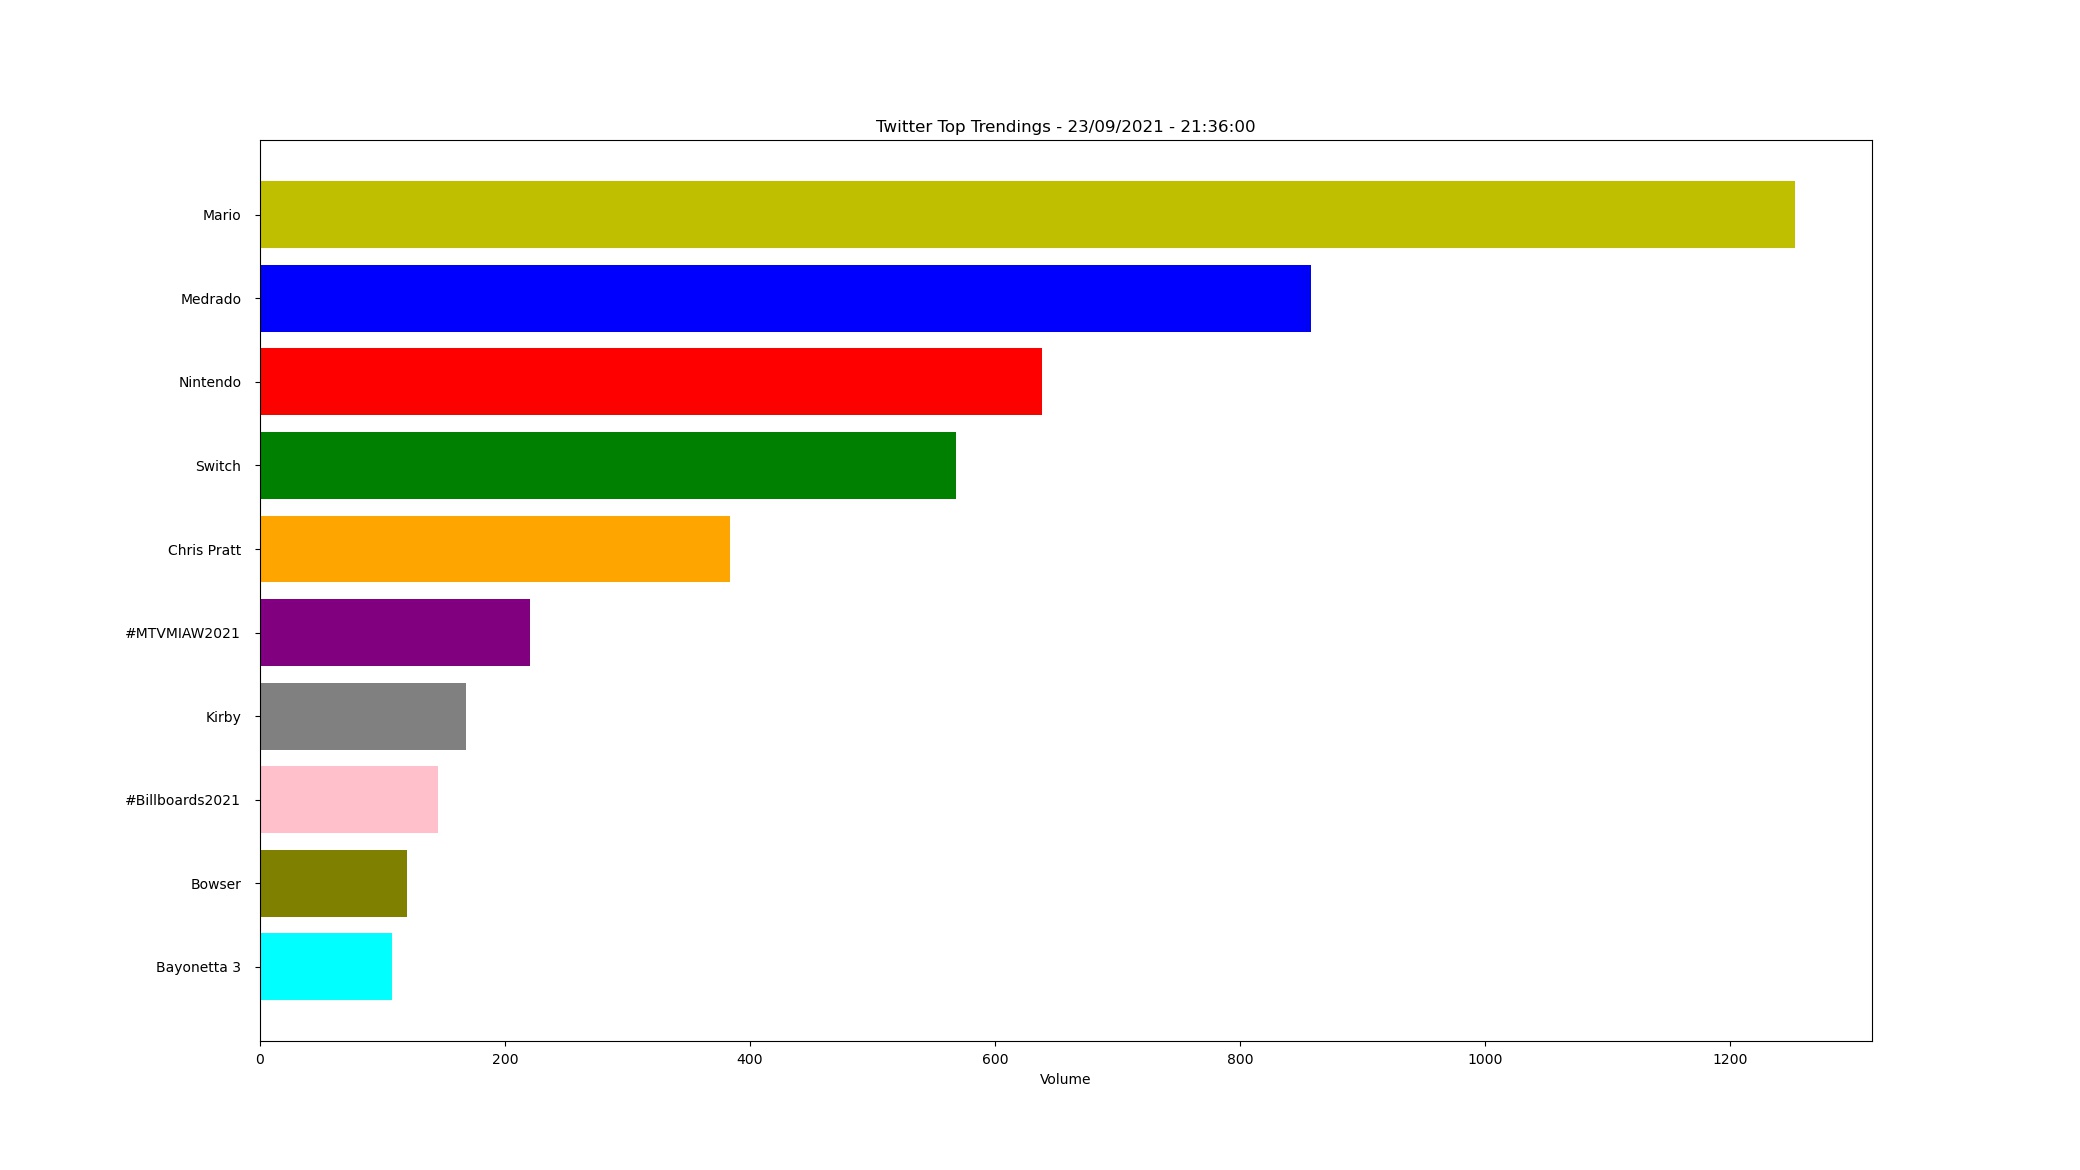 Twitter Top Trendings - 23/09/2021 - 21:36:00
Mario
Medrado
Nintendo
Switch
Chris Pratt
#MTVMIAW2021
Kirby
#Billboards2021
Bowser
Bayonetta 3
0 200 400 600 800 1000 1200
Volume